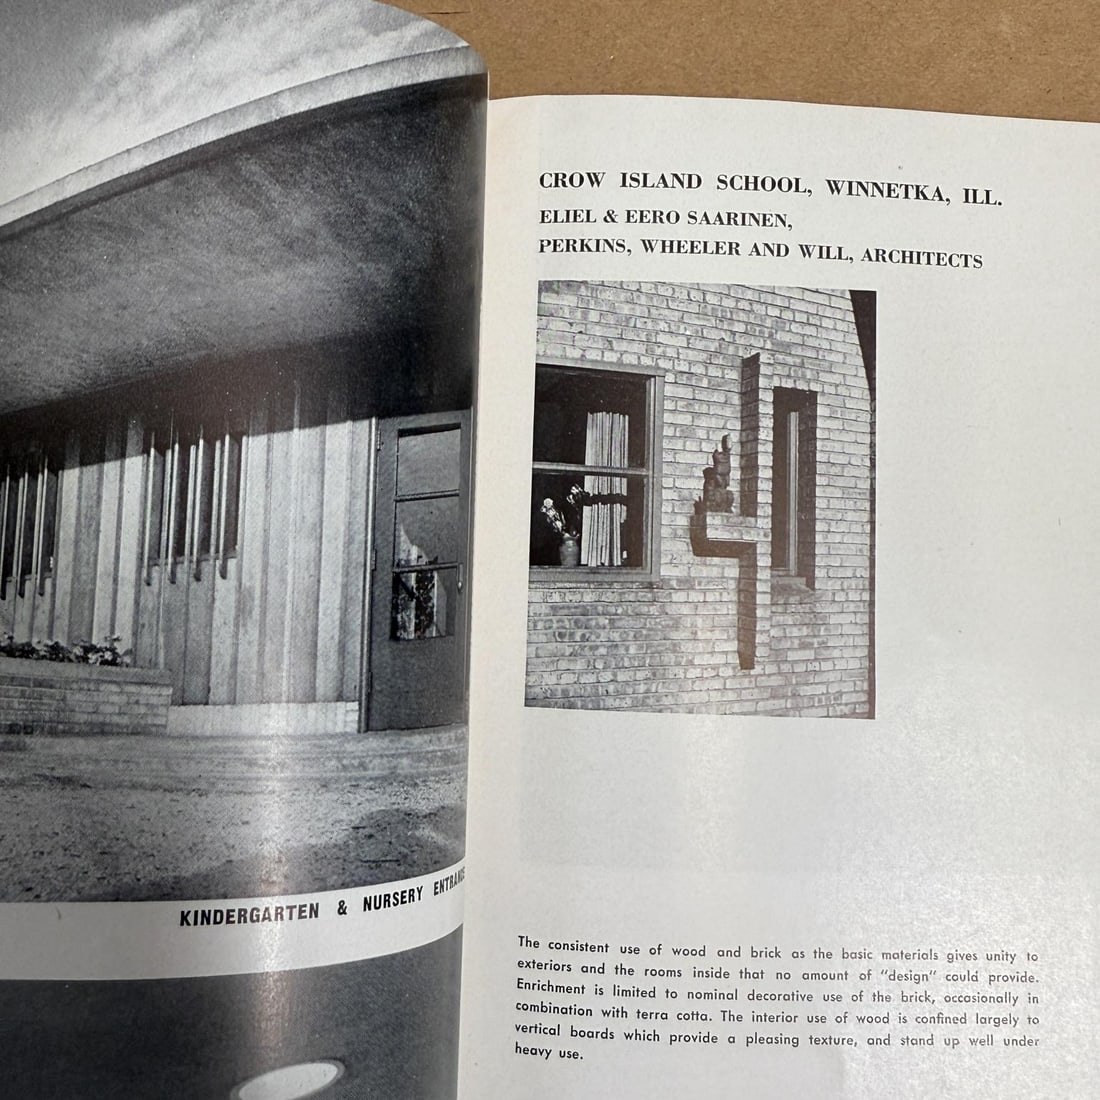 KINDERGARTEN & NURSERY ENTRANCE
CROW ISLAND SCHOOL, WINNETKA, ILL.
ELIEL & EERO SAARINEN,
PERKINS, WHEELER AND WILL, ARCHITECTS
The consistent use of wood and brick as the basic materials gives unity to
exteriors and the rooms inside that no amount of "design" could provide.
Enrichment is limited to nominal decorative use of the brick, occasionally in
combination with terra cotta. The interior use of wood is confined largely to
vertical boards which provide a pleasing texture, and stand up well under
heavy use.